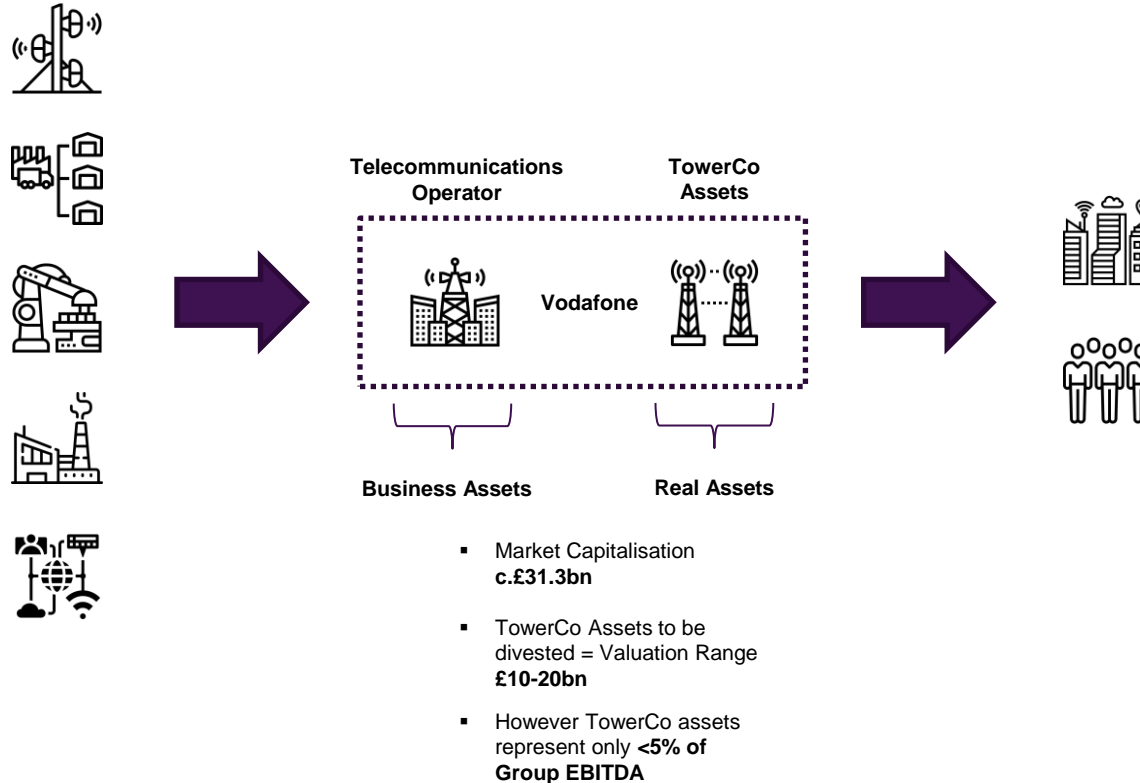 Telecommunications
Operator
TowerCo
Assets
Vodafone
Business Assets
Real Assets
▪ Market Capitalisation
c.£31.3bn
▪ TowerCo Assets to be
divested = Valuation Range
£10-20bn
▪ However TowerCo assets
represent only <5% of
Group EBITDA